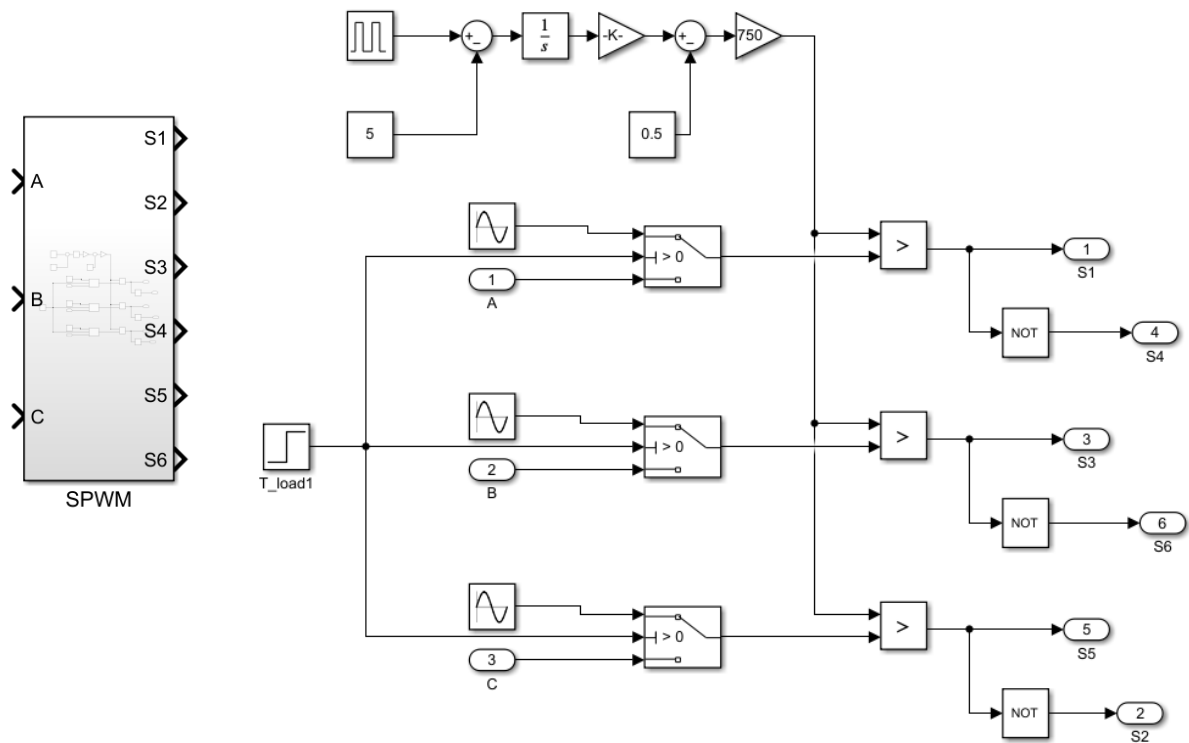 1
s
-K-
750
+
−
+
−
5
0.5
S1
S2
S3
S4
S5
S6
A
B
C
SPWM
> 0
1
A
>
1
S1
NOT
4
S4
T_load1
> 0
2
B
>
3
S3
NOT
6
S6
> 0
3
C
>
5
S5
NOT
2
S2